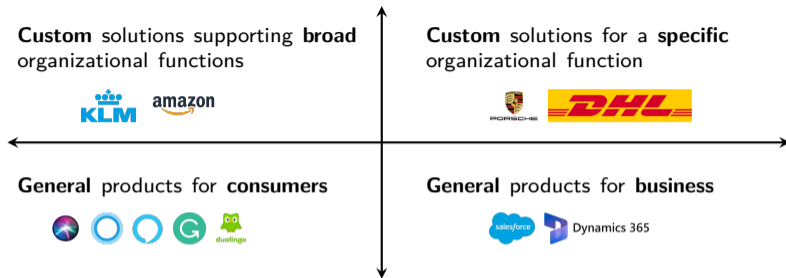 Custom solutions supporting broad
organizational functions
KLM
amazon
Custom solutions for a specific
organizational function
PORSCHE
DHL
General products for consumers
G
duolingo
General products for business
salesforce
Dynamics 365